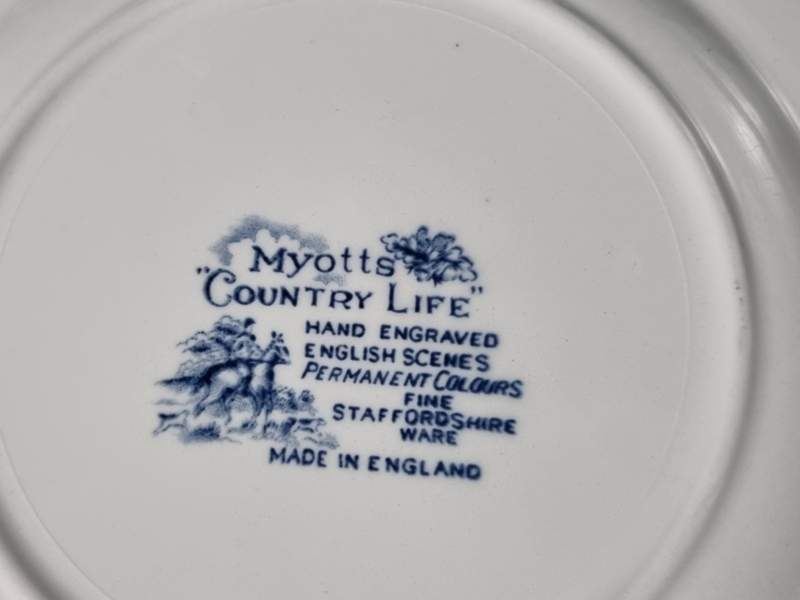 Myotts
"COUNTRY LIFE"
HAND ENGRAVED
ENGLISH SCENES
PERMANENT COLOURS
FINE
STAFFORDSHIRE
WARE
MADE IN ENGLAND